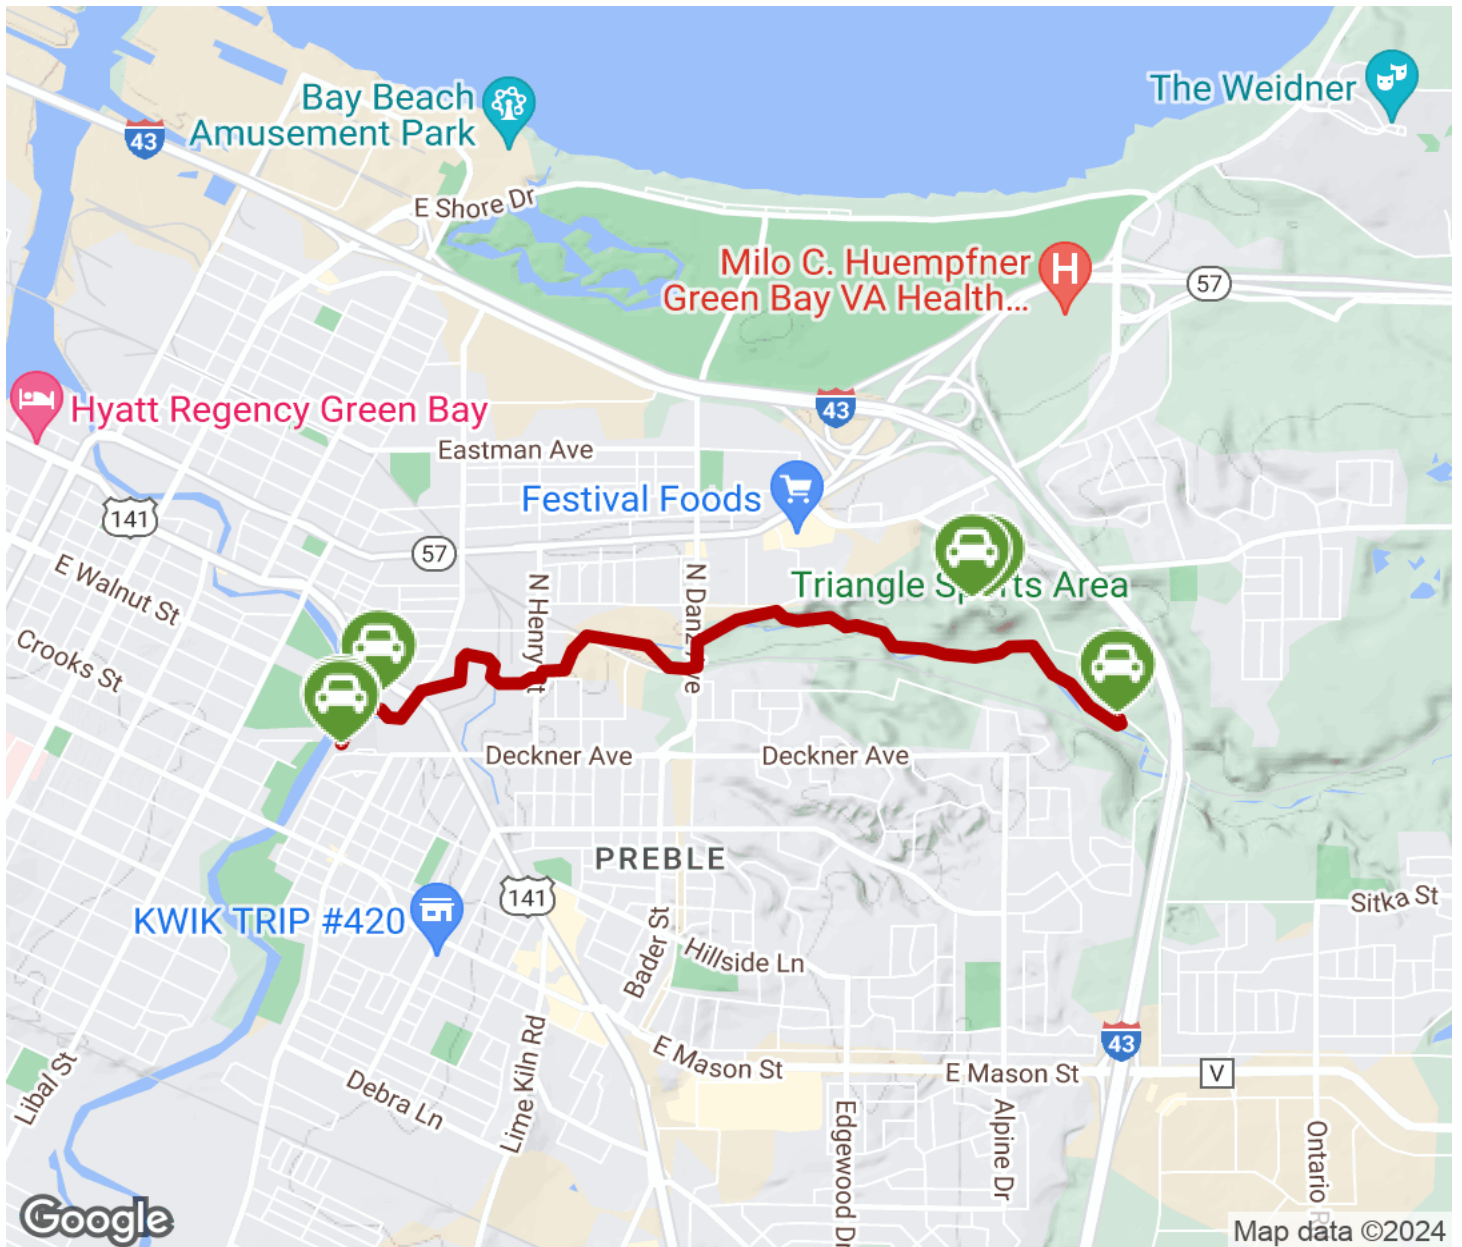 Bay Beach
Amusement Park
The Weidner
43
E Shore Dr
Milo C. Huempfner
Green Bay VA Health...
H
57
Hyatt Regency Green Bay
43
Eastman Ave
Festival Foods
141
57
E Walnut St
N Henry St
N Danz Ave
Triangle Sports Area
Crooks St
Deckner Ave
Deckner Ave
PREBLE
141
KWIK TRIP #420
Sitka St
Bader St
Hillside Ln
Lime Kiln Rd
43
E Mason St
E Mason St
V
Libal St
Debra Ln
Edgewood Dr
Alpine Dr
Ontario R
Google
Map data ©2024